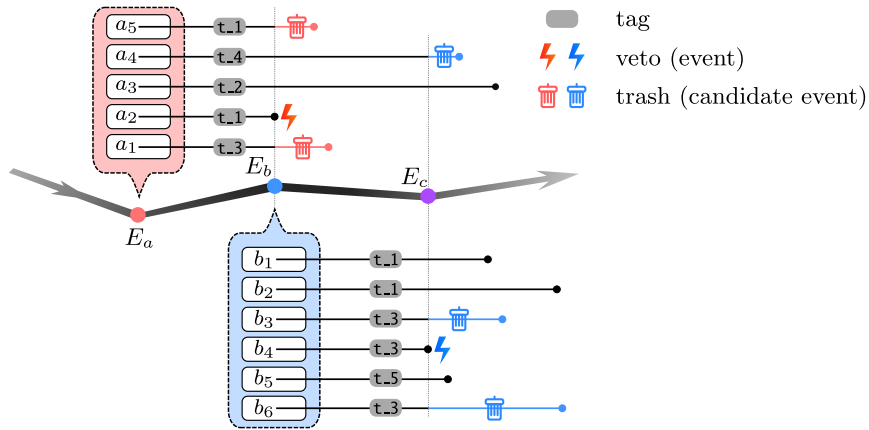 a5 t_1
a4 t_4
a3 t_2
a2 t_1
a1 t_3
tag
veto (event)
trash (candidate event)
Ea
Eb
Ec
b1 t_1
b2 t_1
b3 t_3
b4 t_3
b5 t_5
b6 t_3